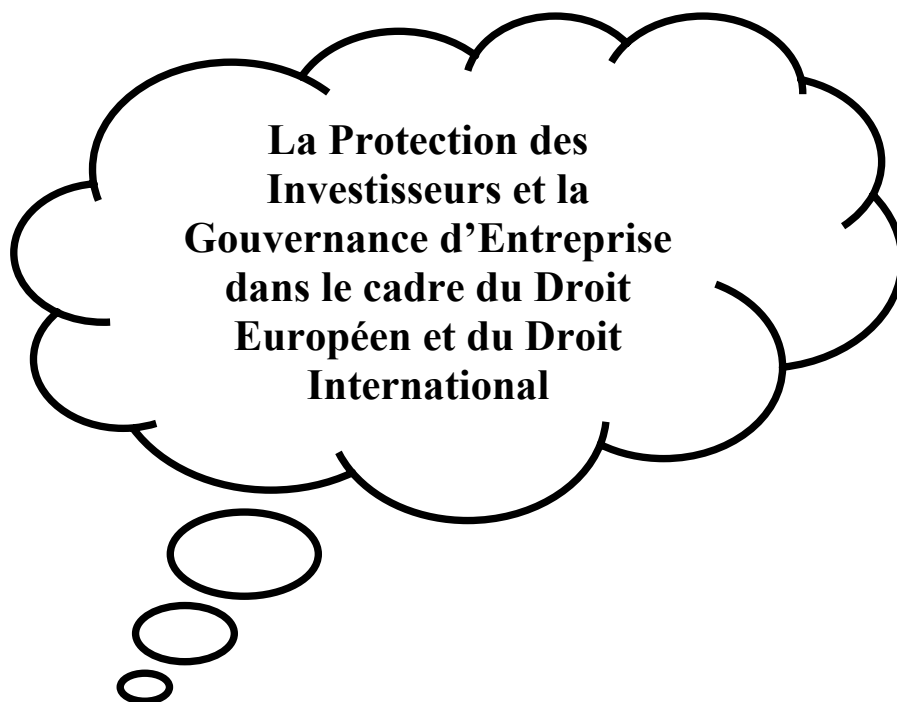 La Protection des
Investisseurs et la
Gouvernance d’Entreprise
dans le cadre du Droit
Européen et du Droit
International